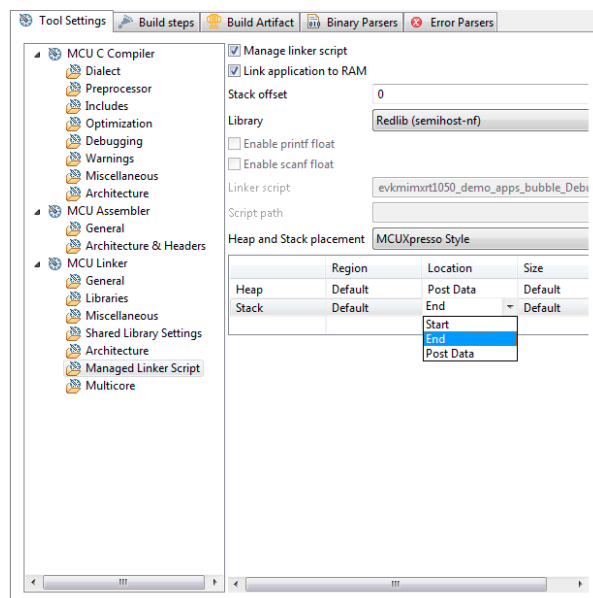 Tool Settings Build steps Build Artifact Binary Parsers Error Parsers
MCU C Compiler
Dialect
Preprocessor
Includes
Optimization
Debugging
Warnings
Miscellaneous
Architecture
MCU Assembler
General
Architecture & Headers
MCU Linker
General
Libraries
Miscellaneous
Shared Library Settings
Architecture
Managed Linker Script
Multicore
Manage linker script
Link application to RAM
Stack offset 0
Library Redlib (semihost-nf)
Enable printf float
Enable scanf float
Linker script evkmimxrt1050_demo_apps_bubble_Debu
Script path
Heap and Stack placement MCUXpresso Style
Region Location Size
Heap Default Post Data Default
Stack Default End Default
Start
End
Post Data